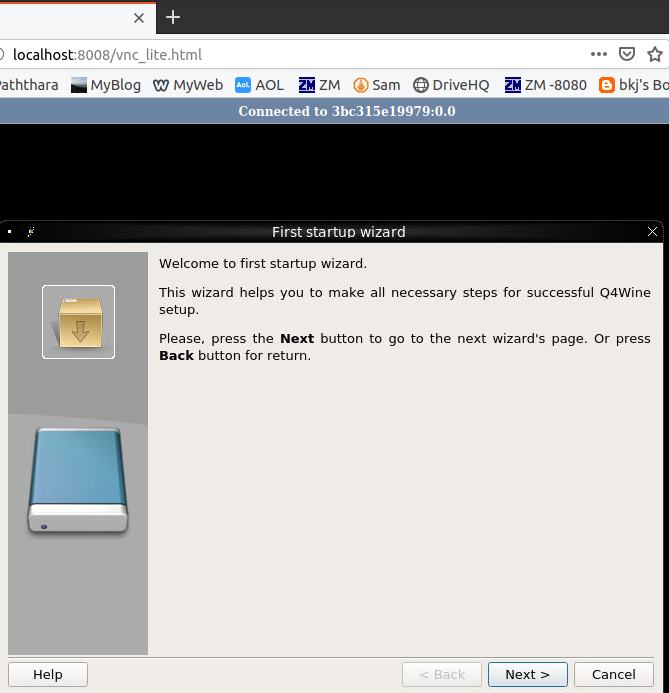 localhost:8008/vnc_lite.html
aththara MyBlog MyWeb AOL ZM Sam DriveHQ ZM -8080 bkj's Bo
Connected to 3bc315e19979:0.0
First startup wizard
Welcome to first startup wizard.
This wizard helps you to make all necessary steps for successful Q4Wine
setup.
Please, press the Next button to go to the next wizard's page. Or press
Back button for return.
Help < Back Next > Cancel